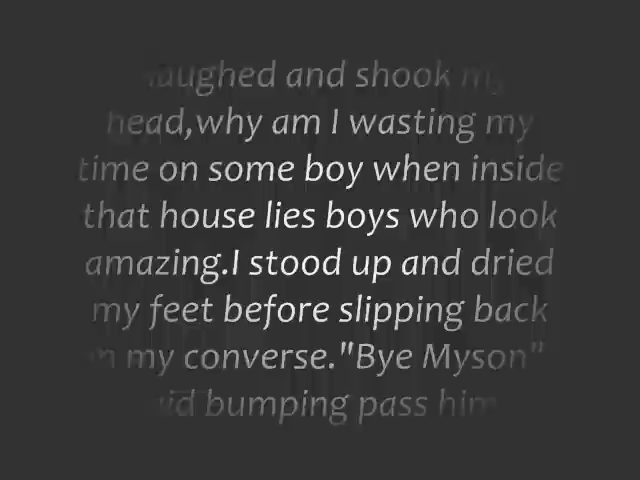 laughed and shook my
head,why am I wasting my
time on some boy when inside
that house lies boys who look
amazing.I stood up and dried
my feet before slipping back
my converse."Bye Myson"
bumping pass him